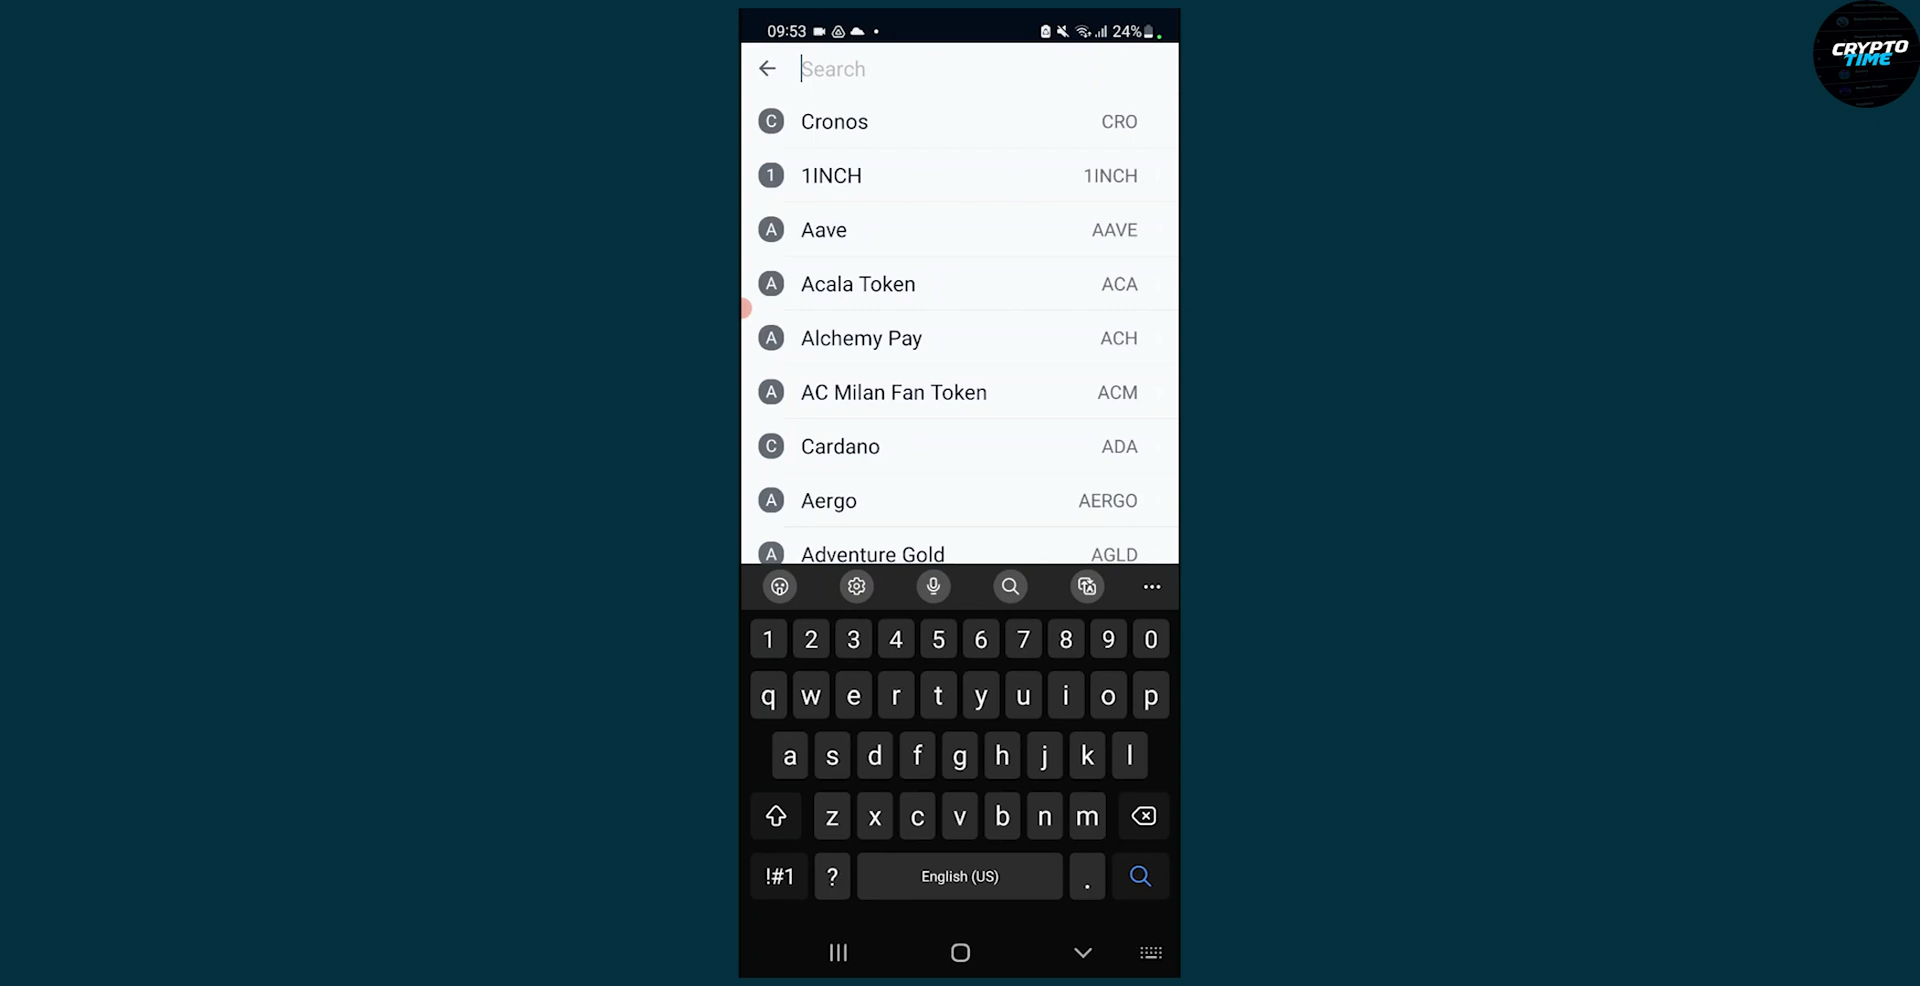 09:53
24%
CRYPTO
TIME
Search
C Cronos CRO
1 1INCH 1INCH
A Aave AAVE
A Acala Token ACA
A Alchemy Pay ACH
A AC Milan Fan Token ACM
C Cardano ADA
A Aergo AERGO
A Adventure Gold AGLD
1 2 3 4 5 6 7 8 9 0
q w e r t y u i o p
a s d f g h j k l
z x c v b n m
!#1 ? English (US) .